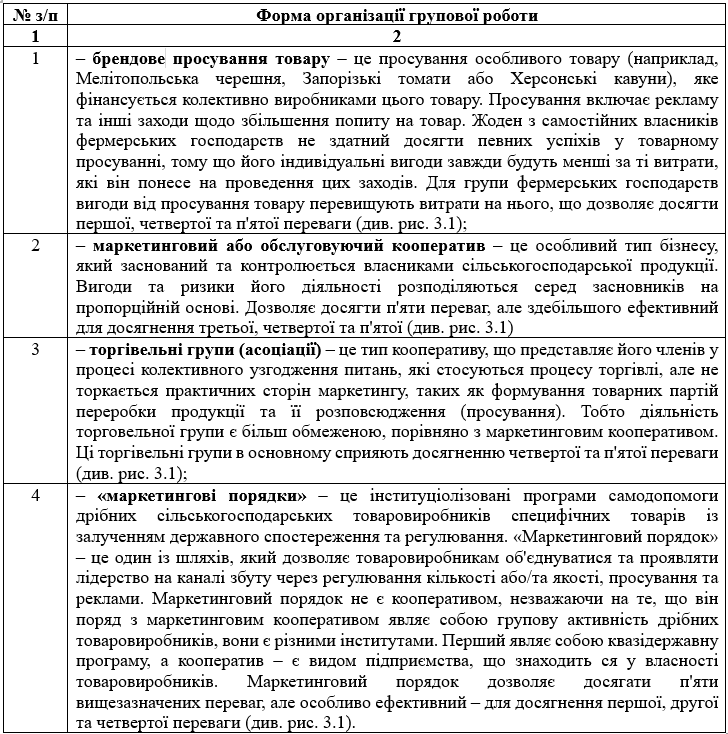 № з/п Форма організації групової роботи
1 2
1 – брендове просування товару – це просування особливого товару (наприклад,
Мелітопольська черешня, Запорізькі томати або Херсонські кавуни), яке
фінансується колективно виробниками цього товару. Просування включає рекламу
та інші заходи щодо збільшення попиту на товар. Жоден з самостійних власників
фермерських господарств не здатний досягти певних успіхів у товарному
просуванні, тому що його індивідуальні вигоди завжди будуть менші за ті витрати,
які він понесе на проведення цих заходів. Для групи фермерських господарств
вигоди від просування товару перевищують витрати на нього, що дозволяє досягти
першої, четвертої та п'ятої переваги (див. рис. 3.1);
2 – маркетинговий або обслуговуючий кооператив – це особливий тип бізнесу,
який заснований та контролюється власниками сільськогосподарської продукції.
Вигоди та ризики його діяльності розподіляються серед засновників на
пропорційній основі. Дозволяє досягти п'яти переваг, але здебільшого ефективний
для досягнення третьої, четвертої та п'ятої (див. рис. 3.1)
3 – торгівельні групи (асоціації) – це тип кооперативу, що представляє його членів у
процесі колективного узгодження питань, які стосуються процесу торгівлі, але не
торкається практичних сторін маркетингу, таких як формування товарних партій
переробки продукції та її розповсюдження (просування). Тобто діяльність
торговельної групи є більш обмеженою, порівняно з маркетинговим кооперативом.
Ці торгівельні групи в основному сприяють досягненню четвертої та п'ятої переваги
(див. рис. 3.1);
4 – «маркетингові порядки» – це інституціолізовані програми самодопомоги
дрібних сільськогосподарських товаровиробників специфічних товарів із
залученням державного спостереження та регулювання. «Маркетинговий порядок»
– це один із шляхів, який дозволяє товаровиробникам об'єднуватися та проявляти
лідерство на каналі збуту через регулювання кількості або/та якості, просування та
реклами. Маркетинговий порядок не є кооперативом, незважаючи на те, що він
поряд з маркетинговим кооперативом являє собою групову активність дрібних
товаровиробників, вони є різними інститутами. Перший являє собою квазідержавну
програму, а кооператив – є видом підприємства, що знаходить ся у власності
товаровиробників. Маркетинговий порядок дозволяє досягати п'яти
вищезазначених переваг, але особливо ефективний – для досягнення першої, другої
та четвертої переваги (див. рис. 3.1).